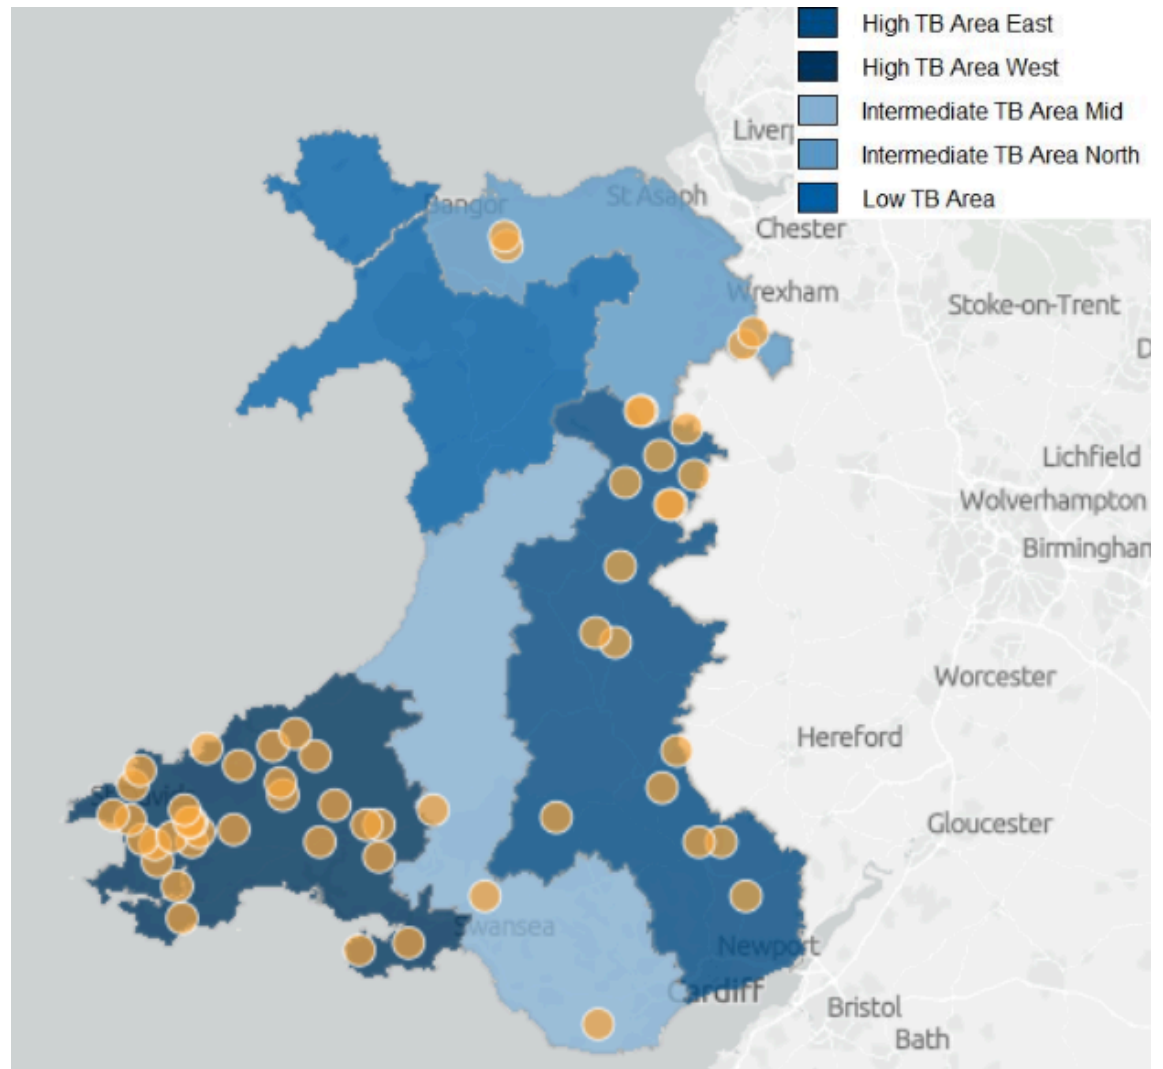 High TB Area East
High TB Area West
Intermediate TB Area Mid
Intermediate TB Area North
Low TB Area
Bangor
St Asaph
Chester
Wrexham
Stoke-on-Trent
Lichfield
Wolverhampton
Worcester
Hereford
Gloucester
Swansea
Newport
Cardiff
Bristol
Bath